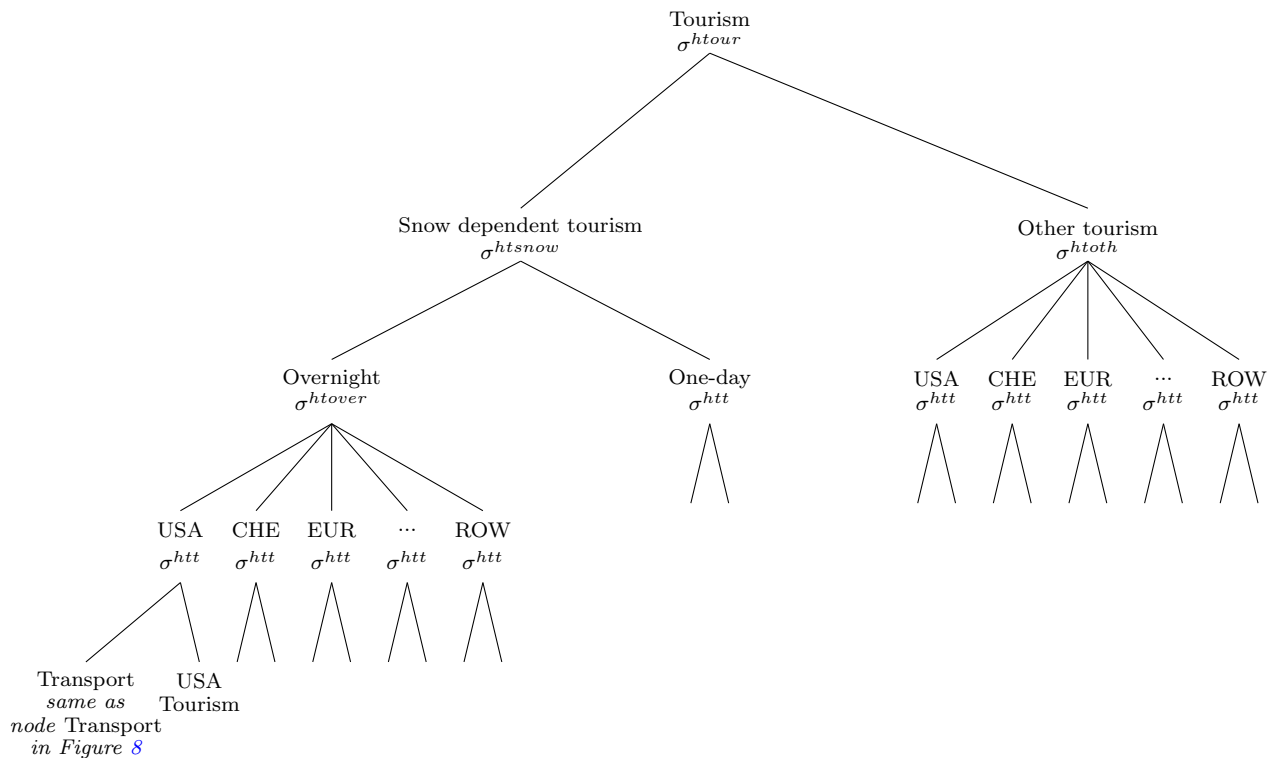 Tourism
σ^htour
Snow dependent tourism
σ^htsnow
Other tourism
σ^htoth
Overnight
σ^htover
One-day
σ^htt
USA CHE EUR ... ROW
σ^htt σ^htt σ^htt σ^htt σ^htt
USA CHE EUR ... ROW
σ^htt σ^htt σ^htt σ^htt σ^htt
Transport
same as
node Transport
in Figure 8
USA
Tourism